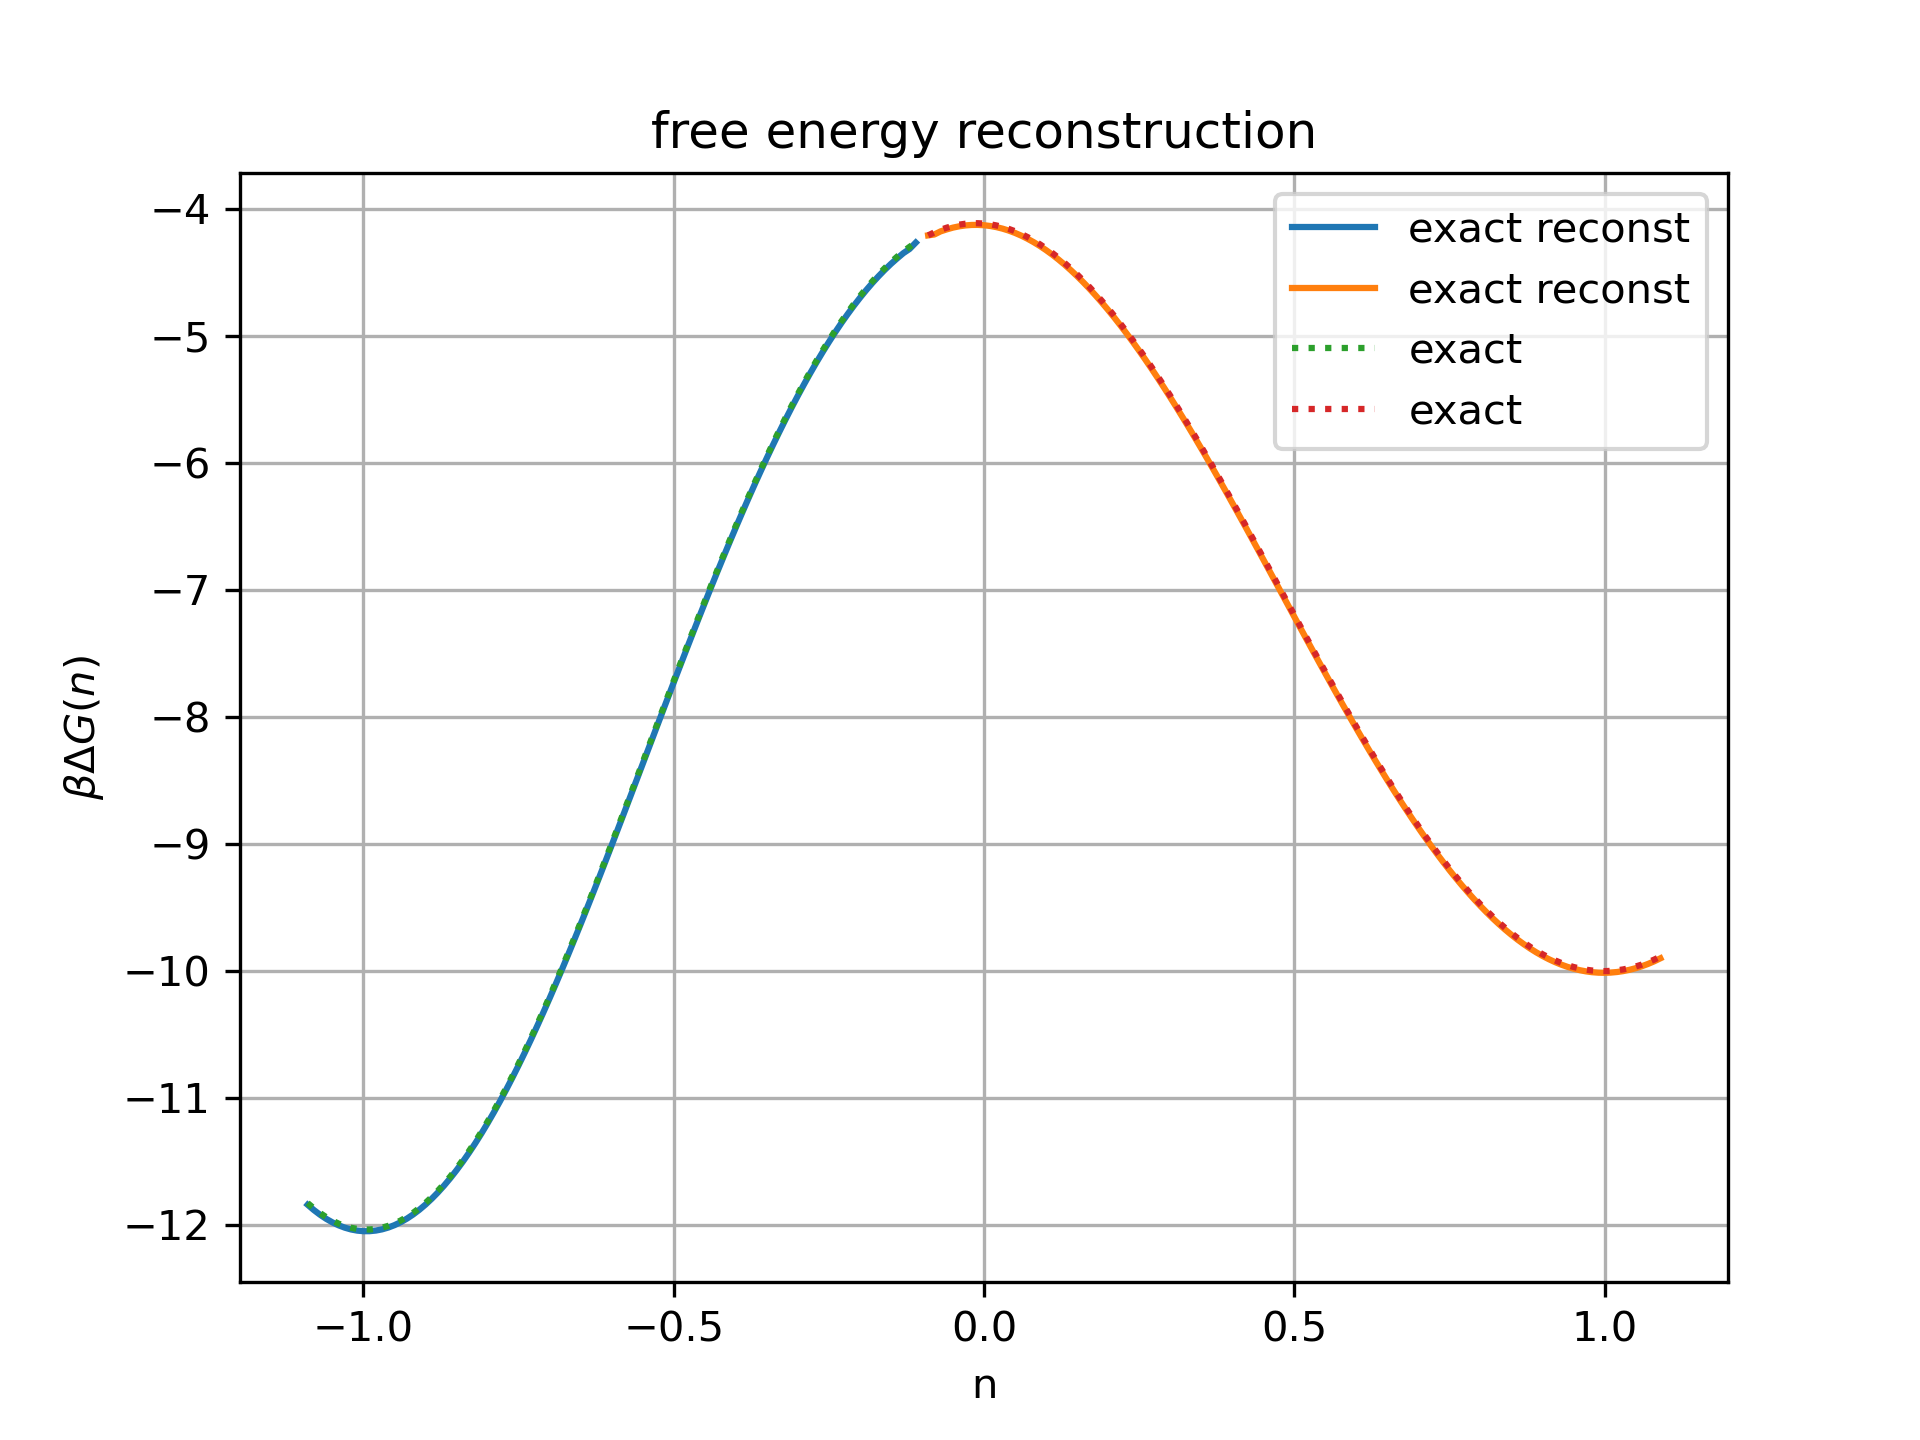 free energy reconstruction
exact reconst
exact reconst
exact
exact
−4
−5
−6
−7
−8
−9
−10
−11
−12
βΔG(n)
−1.0 −0.5 0.0 0.5 1.0
n